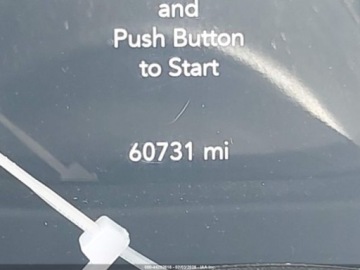 and
Push Button
to Start
60731 mi